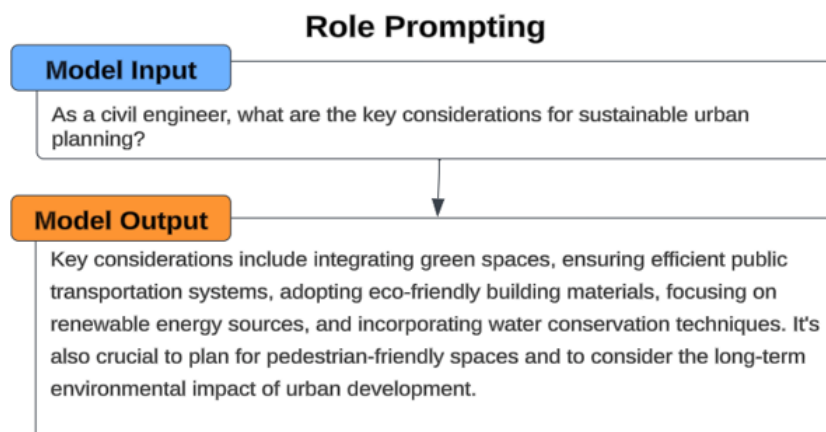 Role Prompting
Model Input
As a civil engineer, what are the key considerations for sustainable urban
planning?
Model Output
Key considerations include integrating green spaces, ensuring efficient public
transportation systems, adopting eco-friendly building materials, focusing on
renewable energy sources, and incorporating water conservation techniques. It's
also crucial to plan for pedestrian-friendly spaces and to consider the long-term
environmental impact of urban development.